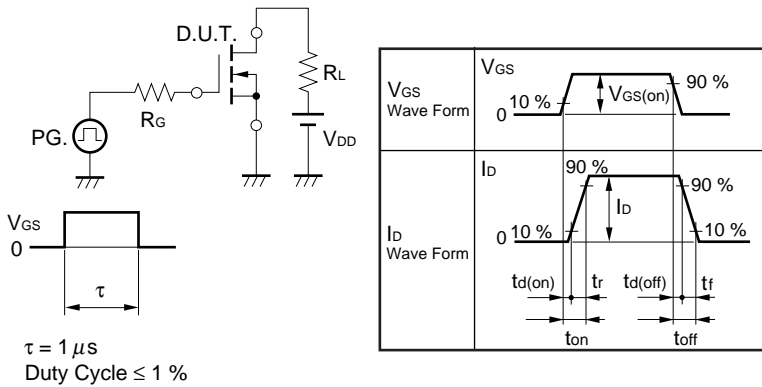 D.U.T.
RG
PG.
RL
VDD
VGS
0
τ
τ = 1 μs
Duty Cycle ≤ 1 %
VGS
Wave Form
VGS
10 %
0
VGS(on)
90 %
ID
Wave Form
ID
90 %
0 10 %
ID
90 %
10 %
td(on) tr td(off) tf
ton toff